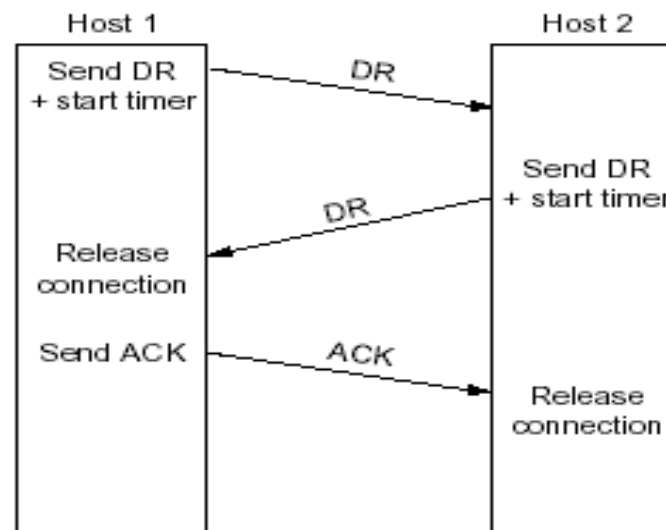 Host 1
Host 2
Send DR
+ start timer
DR
Send DR
+ start timer
DR
Release
connection
Send ACK
ACK
Release
connection